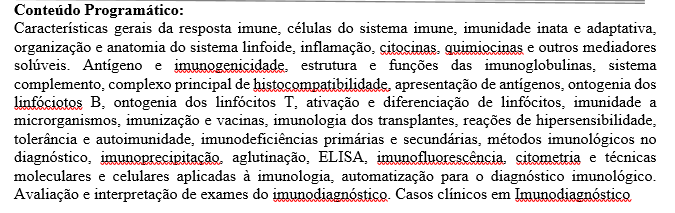 Conteúdo Programático:
Características gerais da resposta imune, células do sistema imune, imunidade inata e adaptativa,
organização e anatomia do sistema linfoide, inflamação, citocinas, quimiocinas e outros mediadores
solúveis. Antígeno e imunogenicidade, estrutura e funções das imunoglobulinas, sistema
complemento, complexo principal de histocompatibilidade, apresentação de antígenos, ontogenia dos
linfóciotos B, ontogenia dos linfócitos T, ativação e diferenciação de linfócitos, imunidade a
microrganismos, imunização e vacinas, imunologia dos transplantes, reações de hipersensibilidade,
tolerância e autoimunidade, imunodeficiências primárias e secundárias, métodos imunológicos no
diagnóstico, imunoprecipitação, aglutinação, ELISA, imunofluorescência, citometria e técnicas
moleculares e celulares aplicadas à imunologia, automatização para o diagnóstico imunológico.
Avaliação e interpretação de exames do imunodiagnóstico. Casos clínicos em Imunodiagnóstico